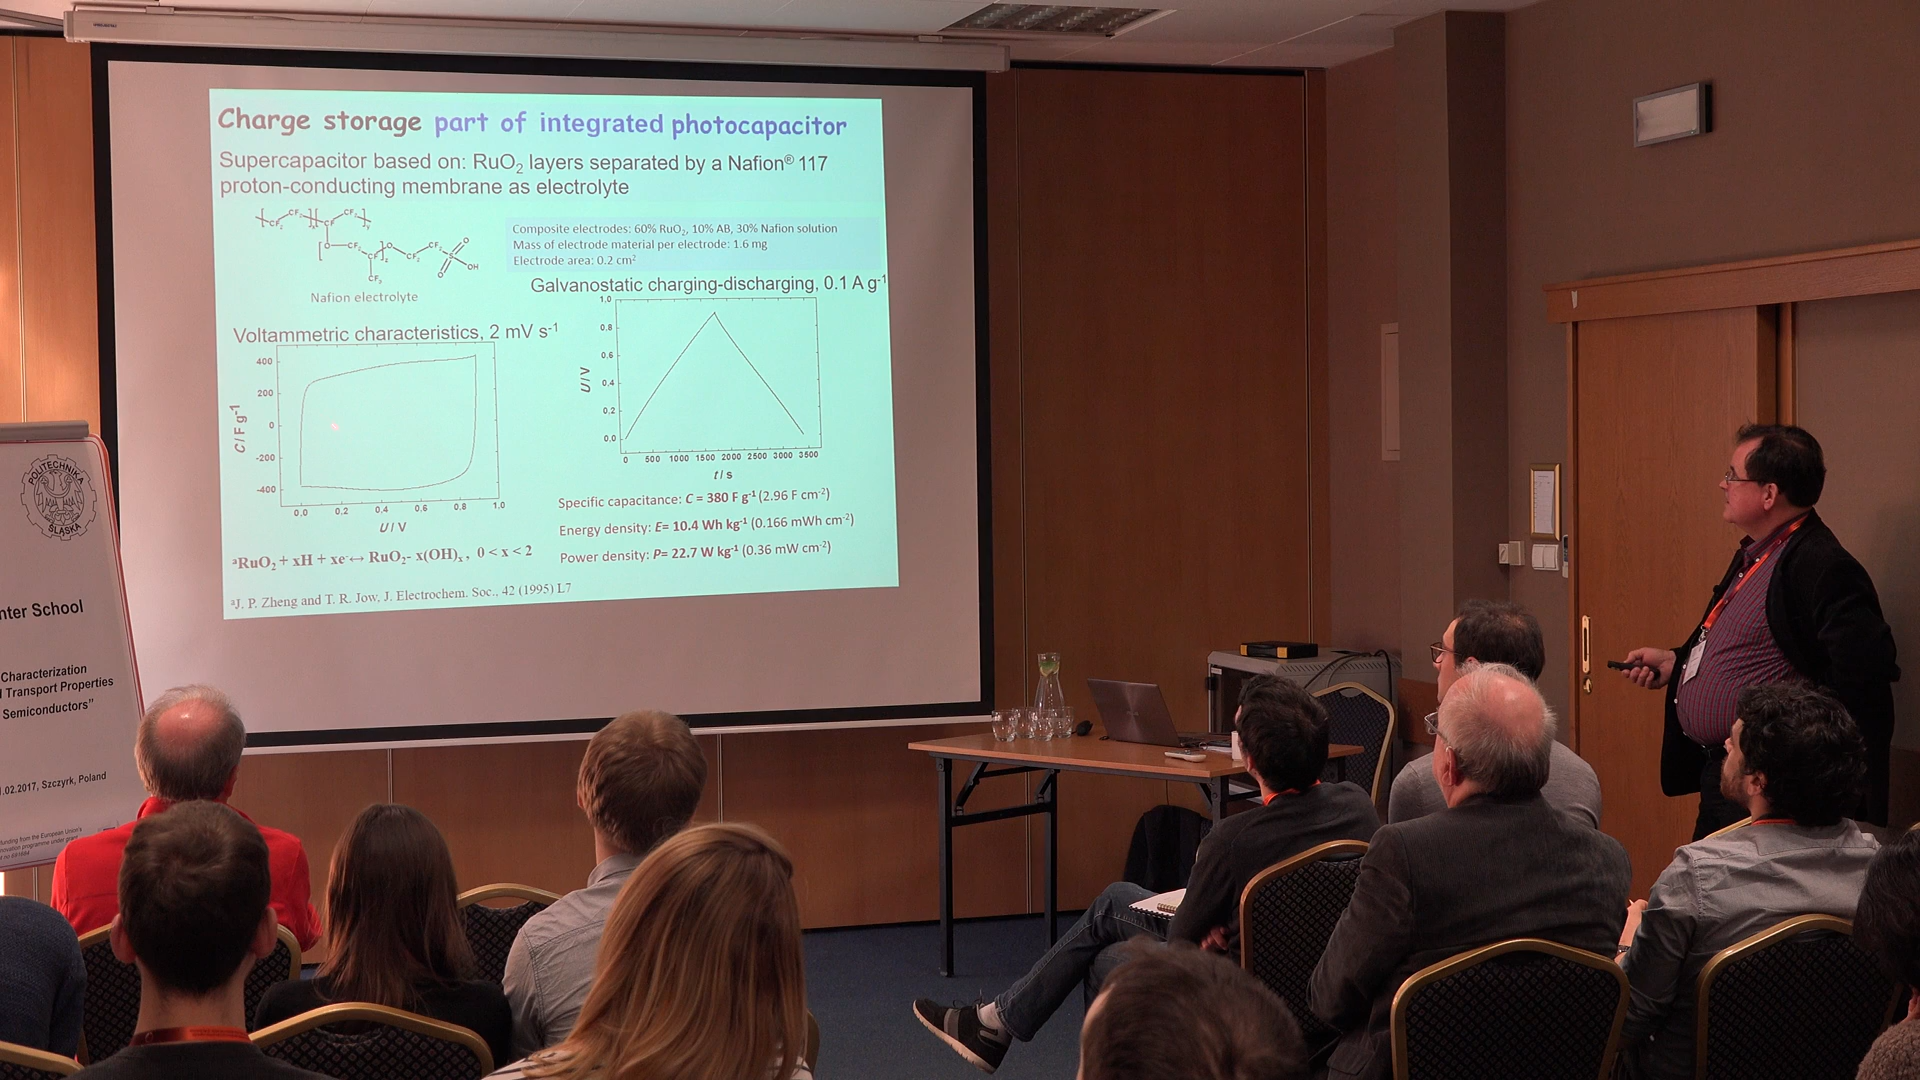 Charge storage part of integrated photocapacitor
Supercapacitor based on: RuO₂ layers separated by a Nafion® 117
proton-conducting membrane as electrolyte
Composite electrodes: 60% RuO₂, 10% AB, 30% Nafion solution
Mass of electrode material per electrode: 1.6 mg
Electrode area: 0.2 cm²
Nafion electrolyte
Galvanostatic charging-discharging, 0.1 A g⁻¹
1.0
0.8
0.6
0.4
0.2
0.0
U / V
0 500 1000 1500 2000 2500 3000 3500
t / s
Voltammetric characteristics, 2 mV s⁻¹
400
200
0
-200
-400
C / F g⁻¹
0.0 0.2 0.4 0.6 0.8 1.0
U / V
Specific capacitance: C = 380 F g⁻¹ (2.96 F cm⁻²)
Energy density: E= 10.4 Wh kg⁻¹ (0.166 mWh cm⁻²)
Power density: P= 22.7 W kg⁻¹ (0.36 mW cm⁻²)
ᵃRuO₂ + xH + xe⁻↔ RuO₂- x(OH)ₓ , 0 < x < 2
ᵃJ. P. Zheng and T. R. Jow, J. Electrochem. Soc., 42 (1995) L7
POLITECHNIKA
ŚLĄSKA
nter School
Characterization
l Transport Properties
Semiconductors”
.02.2017, Szczyrk, Poland
funding from the European Union's